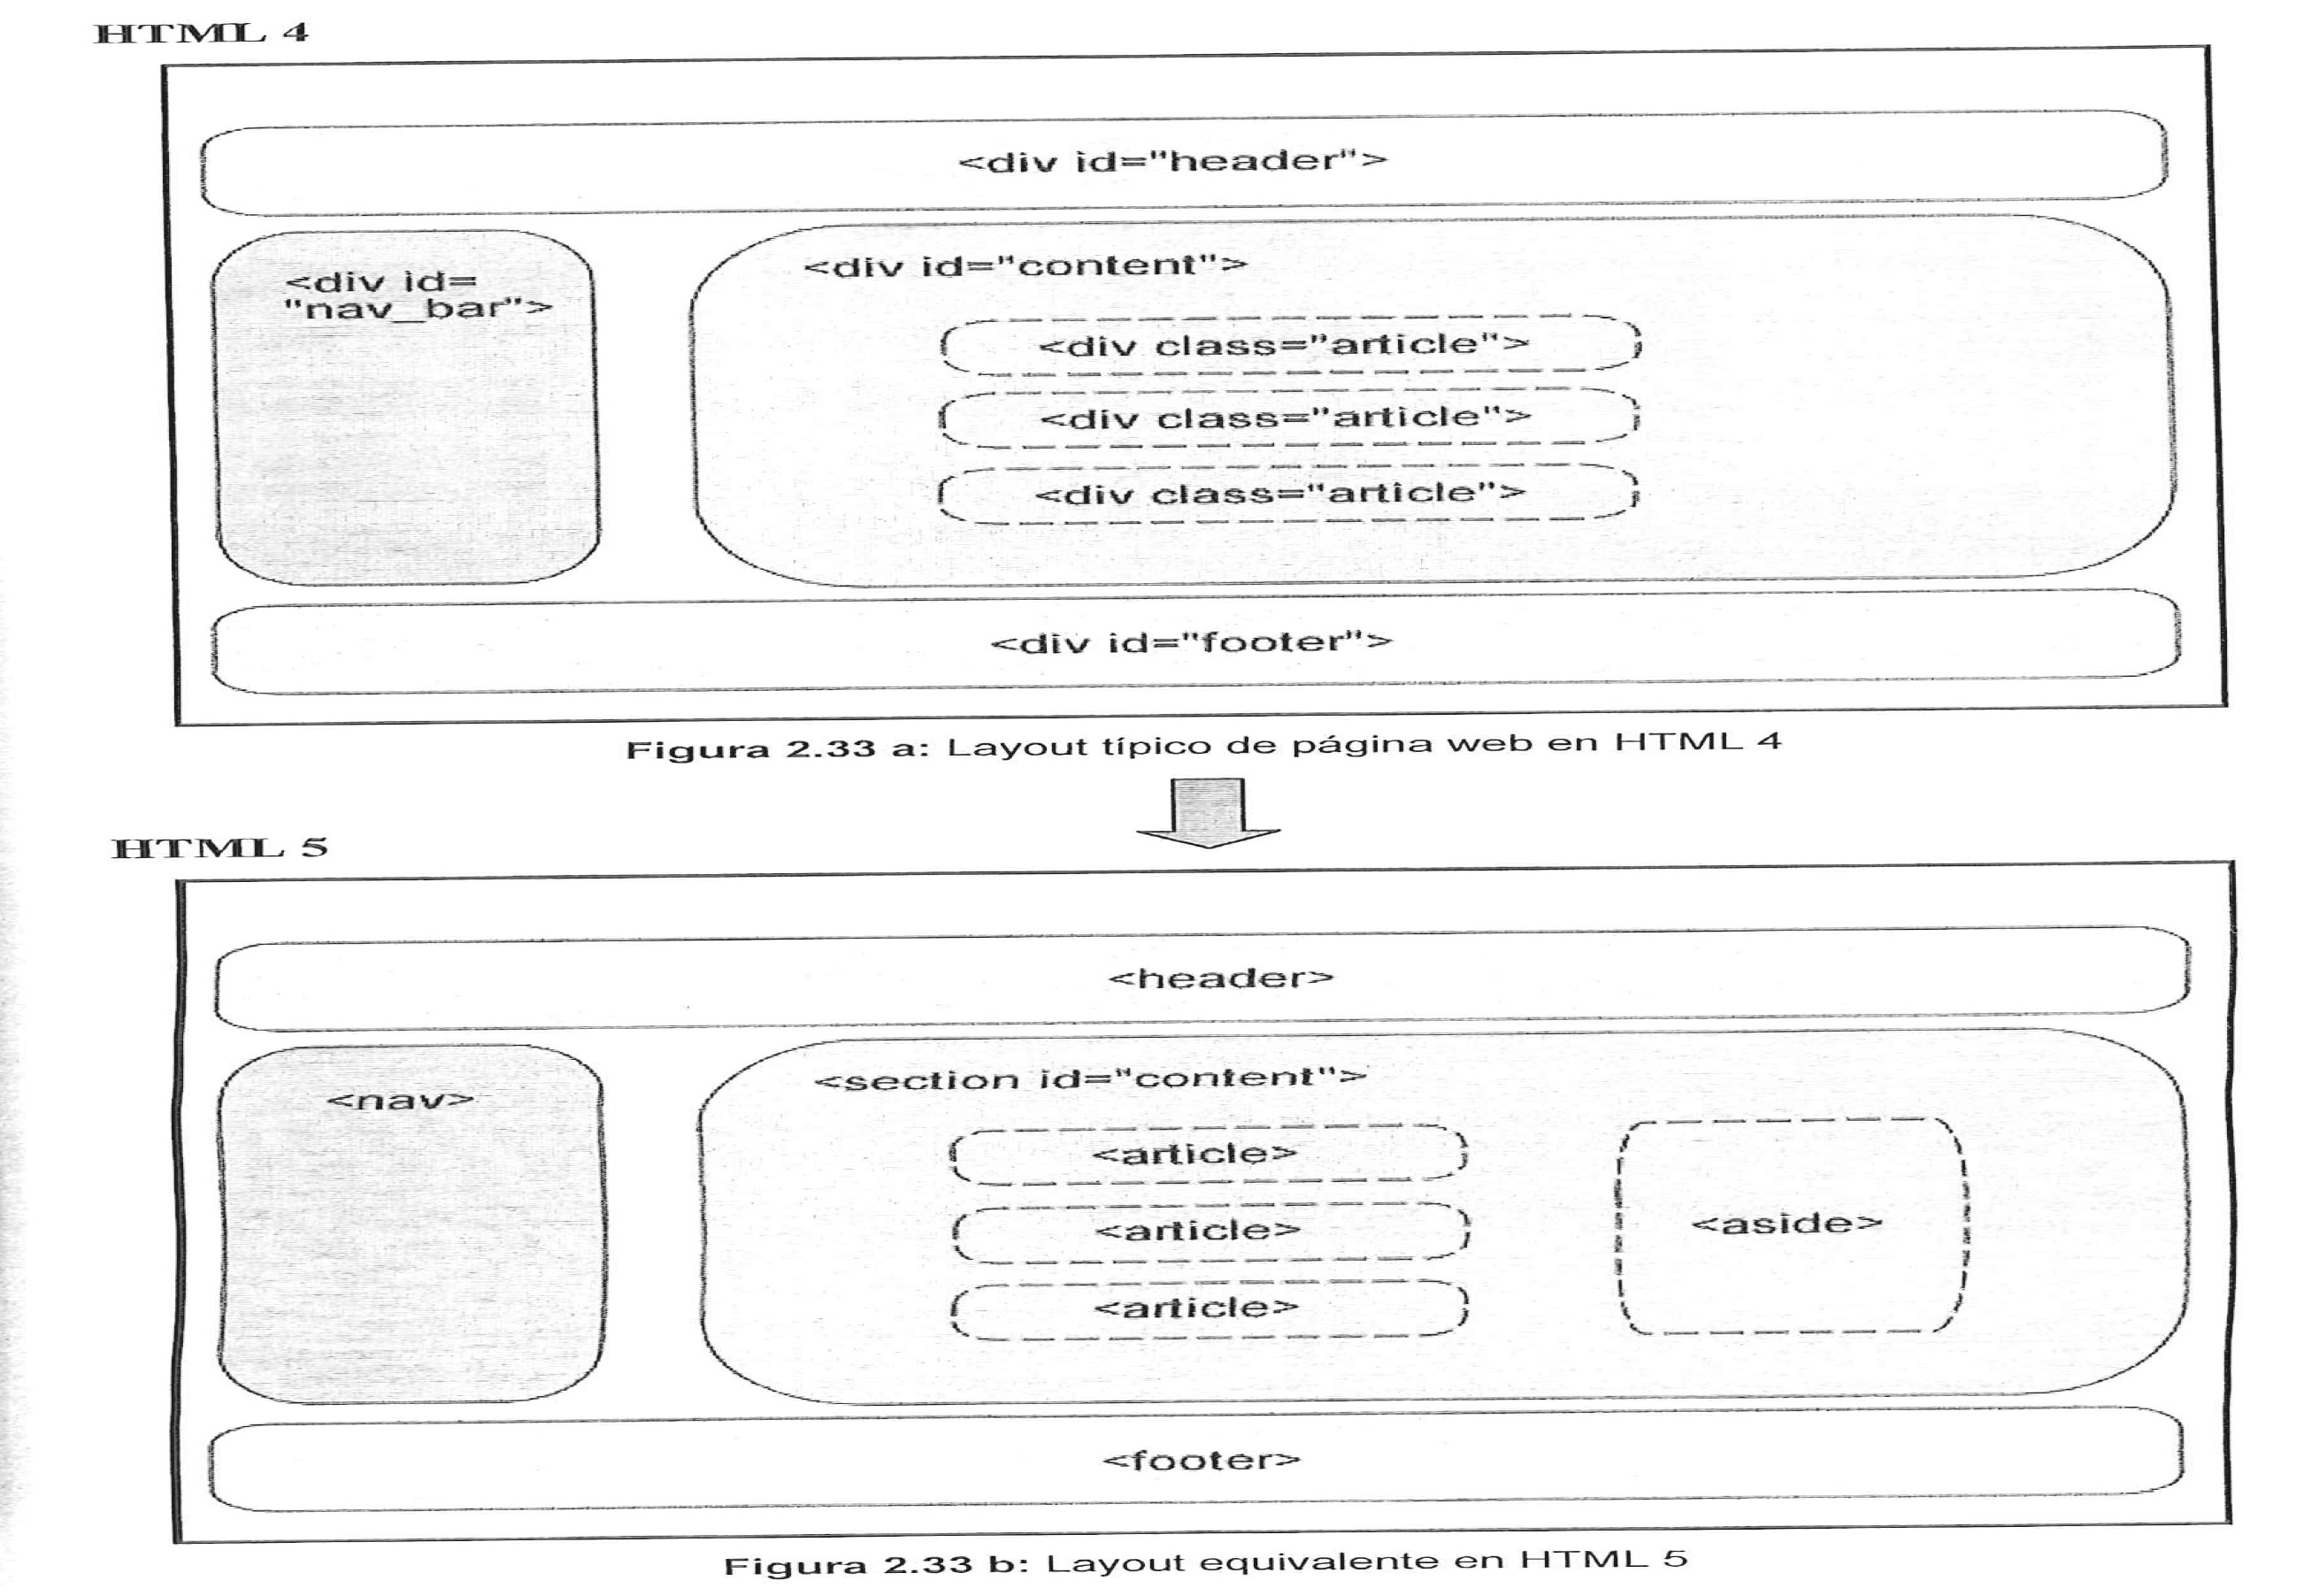 HTML 4
<div id="header">
<div id=
"nav_bar">
<div id="content">
<div class="article">
<div class="article">
<div class="article">
<div id="footer">
Figura 2.33 a: Layout típico de página web en HTML 4
HTML 5
<header>
<nav>
<section id="content">
<article>
<article>
<article>
<aside>
<footer>
Figura 2.33 b: Layout equivalente en HTML 5